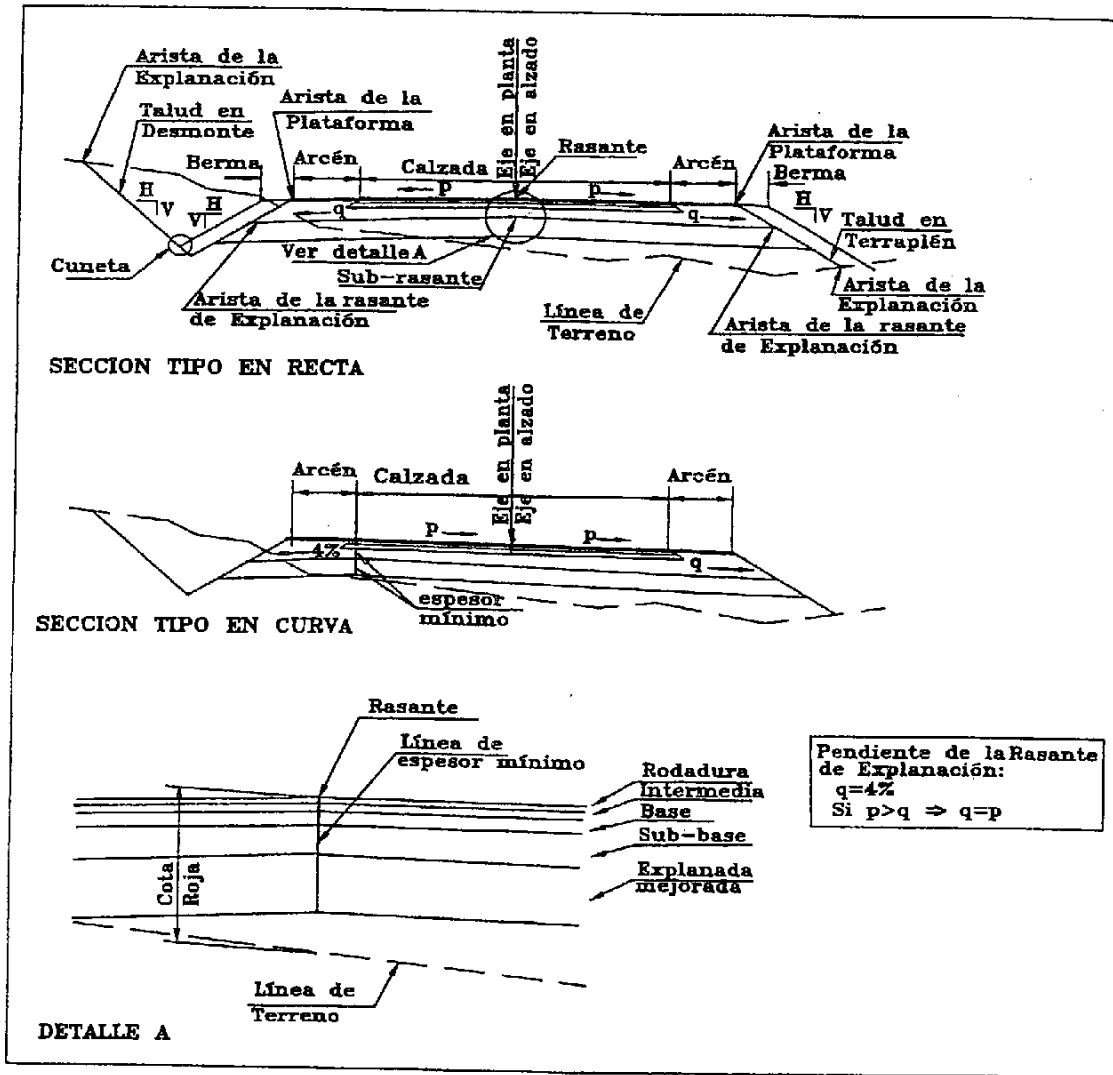 Arista de la
Explanación
Talud en
Desmonte
Berma
Arista de la
Plataforma
Arcén
Calzada
Eje en planta
Eje en alzado
Rasante
Arcén
Arista de la
Plataforma
Berma
p
p
H
V
H
V
q
q
H
V
Talud en
Terraplén
Cuneta
Ver detalle A
Sub-rasante
Arista de la rasante
de Explanación
Línea de
Terreno
Arista de la
Explanación
Arista de la rasante
de Explanación
SECCION TIPO EN RECTA
Eje en planta
Eje en alzado
Arcén
Calzada
Arcén
p
p
4%
q
espesor
mínimo
SECCION TIPO EN CURVA
Rasante
Línea de
espesor mínimo
Rodadura
Intermedia
Base
Sub-base
Explanada
mejorada
Cota
Roja
Línea de
Terreno
DETALLE A
Pendiente de la Rasante
de Explanación:
q=4%
Si p>q ⇒ q=p